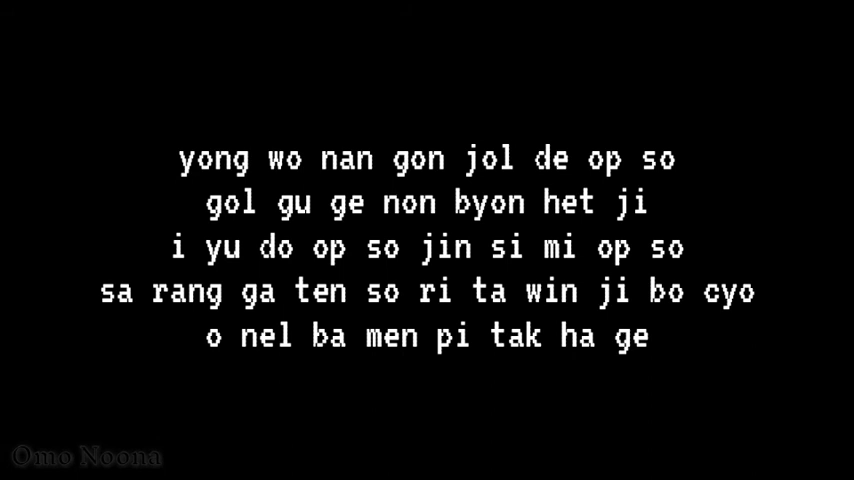 yong wo nan gon jol de op so
gol gu ge non byon het ji
i yu do op so jin si mi op so
sa rang ga ten so ri ta win ji bo cyo
o nel ba men pi tak ha ge
Omo Noona